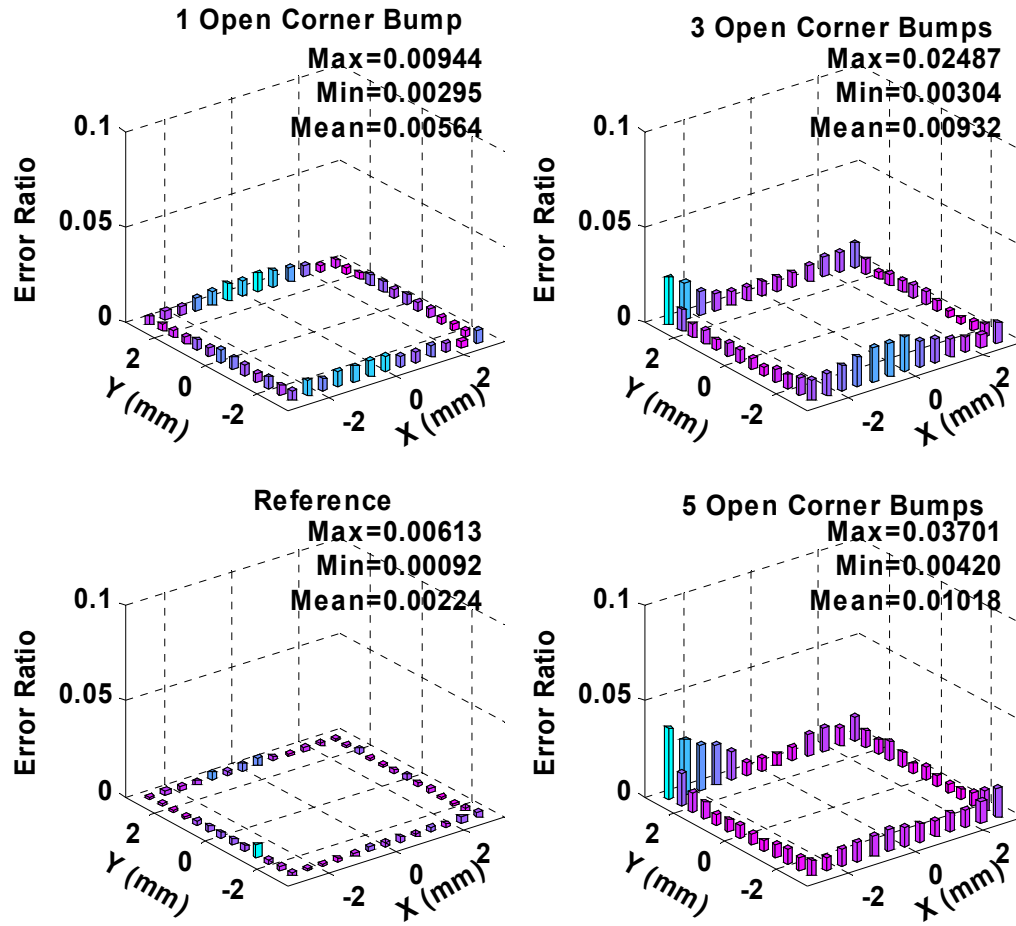 1 Open Corner Bump
Max=0.00944
Min=0.00295
Mean=0.00564
0.1
0.05
0
Error Ratio
2
0
-2
Y (mm)
-2
0
2
X (mm)
3 Open Corner Bumps
Max=0.02487
Min=0.00304
Mean=0.00932
0.1
0.05
0
Error Ratio
2
0
-2
Y (mm)
-2
0
2
X (mm)
Reference
Max=0.00613
Min=0.00092
Mean=0.00224
0.1
0.05
0
Error Ratio
2
0
-2
Y (mm)
-2
0
2
X (mm)
5 Open Corner Bumps
Max=0.03701
Min=0.00420
Mean=0.01018
0.1
0.05
0
Error Ratio
2
0
-2
Y (mm)
-2
0
2
X (mm)